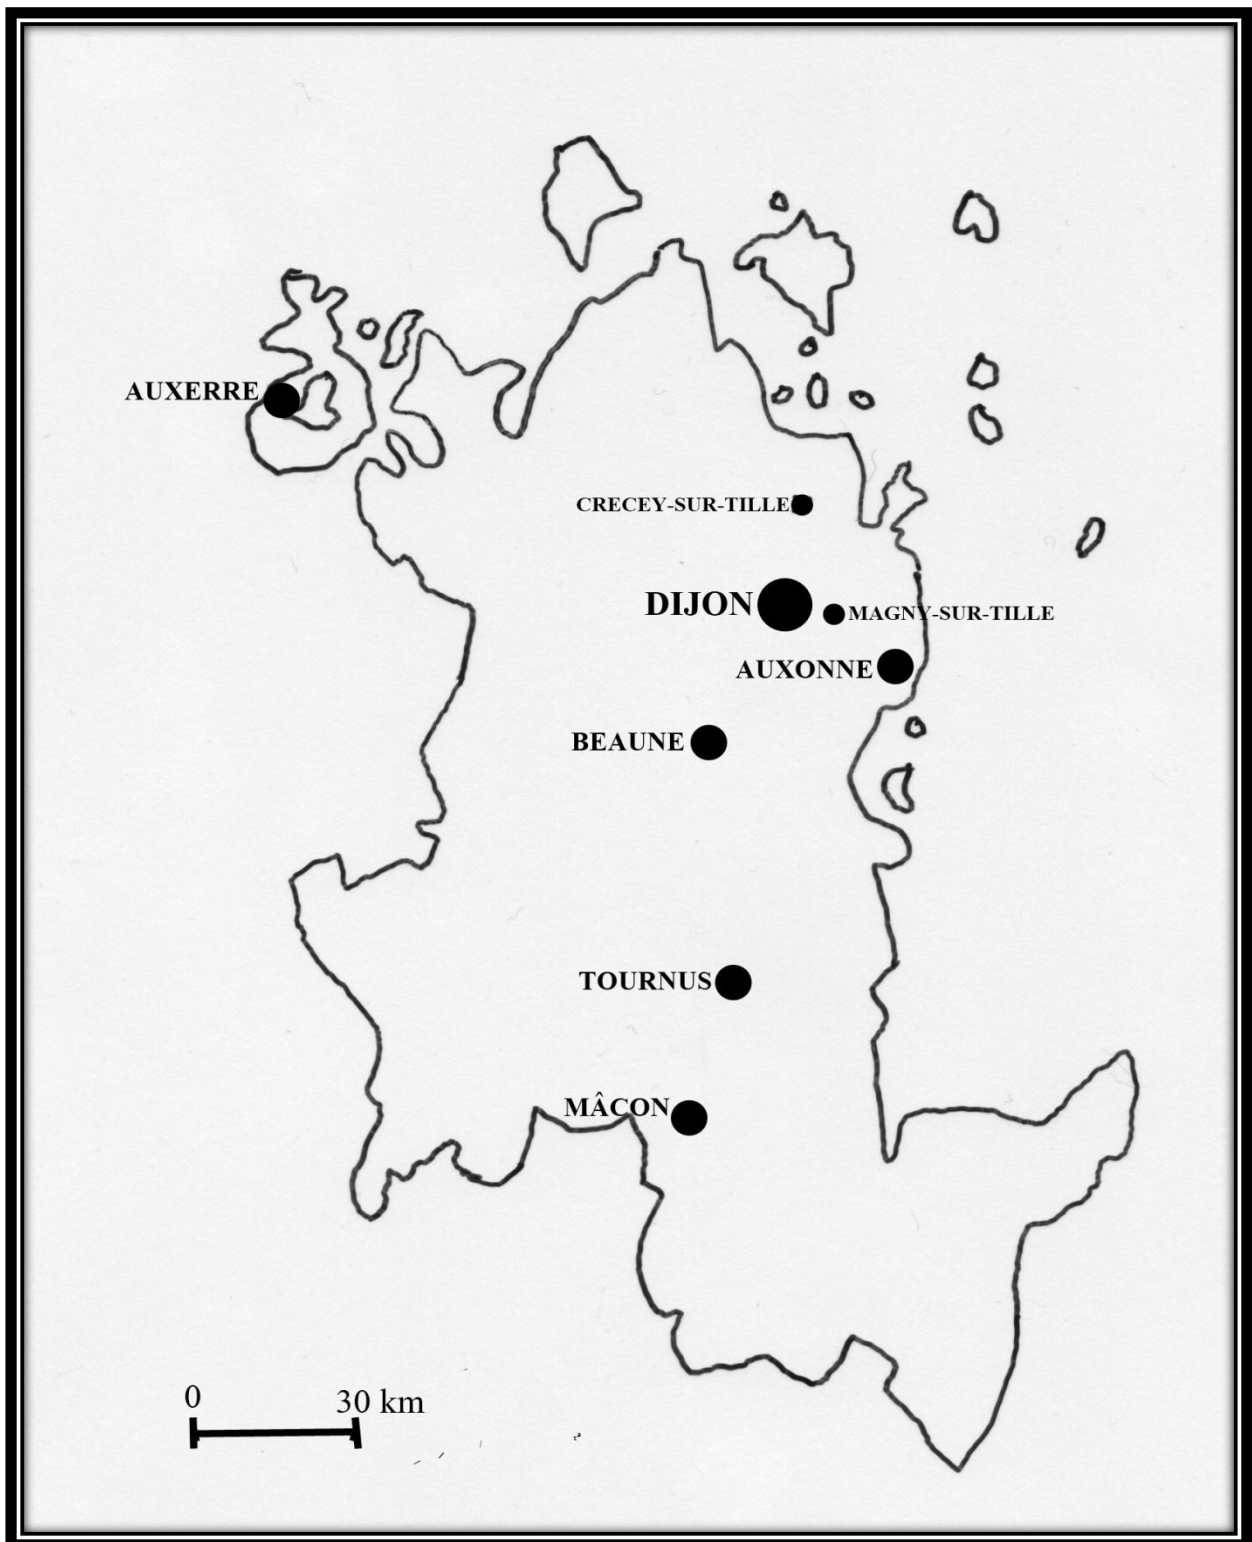 AUXERRE
CRECEY-SUR-TILLE
DIJON
MAGNY-SUR-TILLE
AUXONNE
BEAUNE
TOURNUS
MÂCON
0
30 km